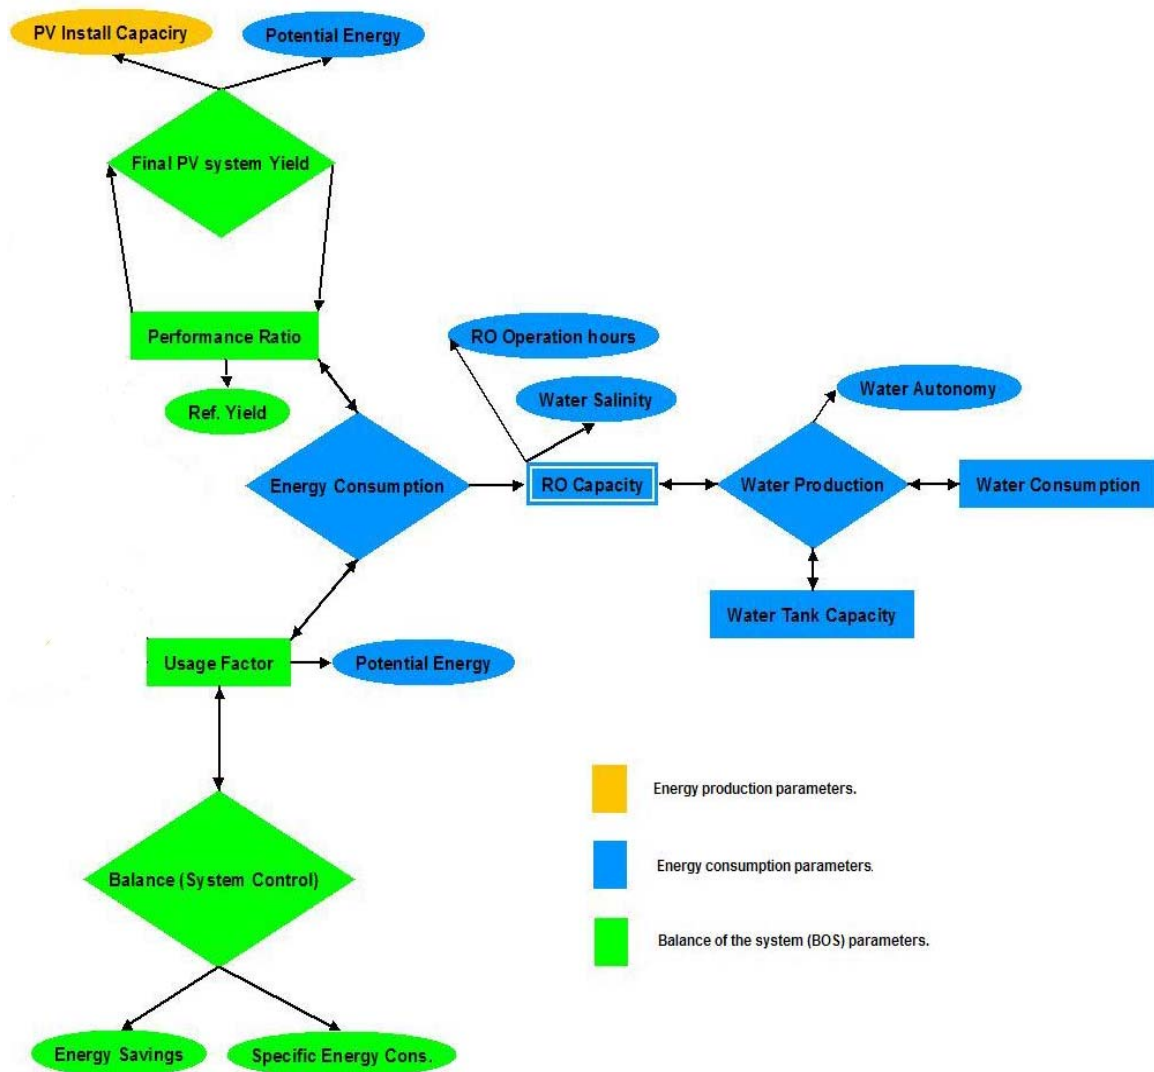 PV Install Capaciry
Potential Energy
Final PV system Yield
Performance Ratio
RO Operation hours
Ref. Yield
Water Salinity
Water Autonomy
Energy Consumption
RO Capacity
Water Production
Water Consumption
Water Tank Capacity
Usage Factor
Potential Energy
Energy production parameters.
Energy consumption parameters.
Balance (System Control)
Balance of the system (BOS) parameters.
Energy Savings
Specific Energy Cons.